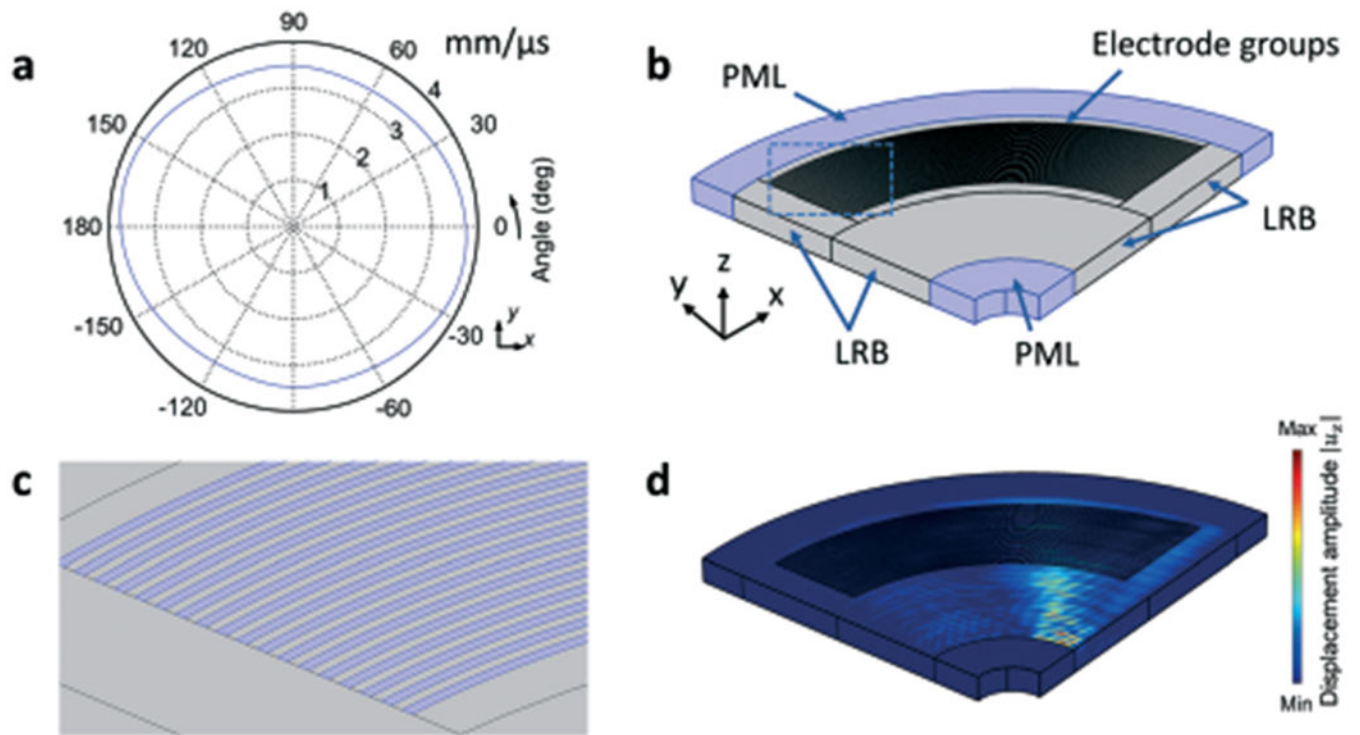 a
90
mm/µs
120
60
4
150
3
30
2
1
180
0
Angle (deg)
-150
-30
y
x
-120
-60
b
PML
Electrode groups
LRB
z
y
x
LRB
PML
c
d
Max
Displacement amplitude |u_z|
Min